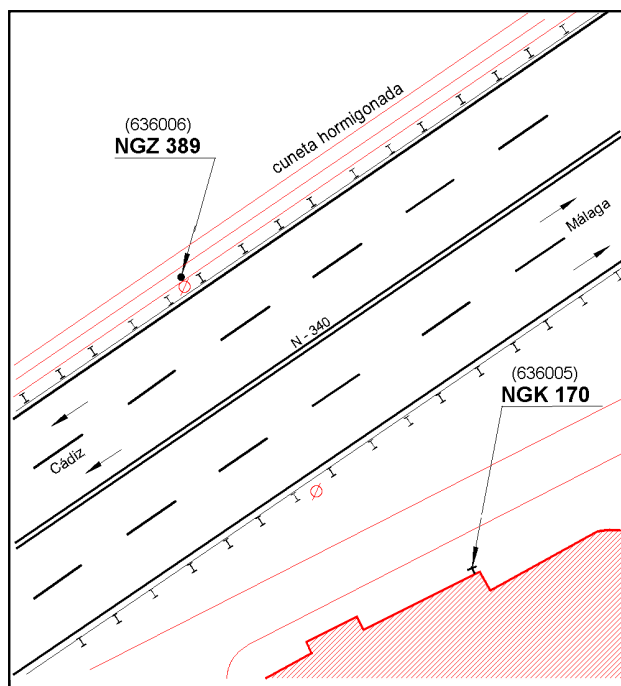 (636006)
NGZ 389
cuneta hormigonada
Málaga
N - 340
Cádiz
(636005)
NGK 170